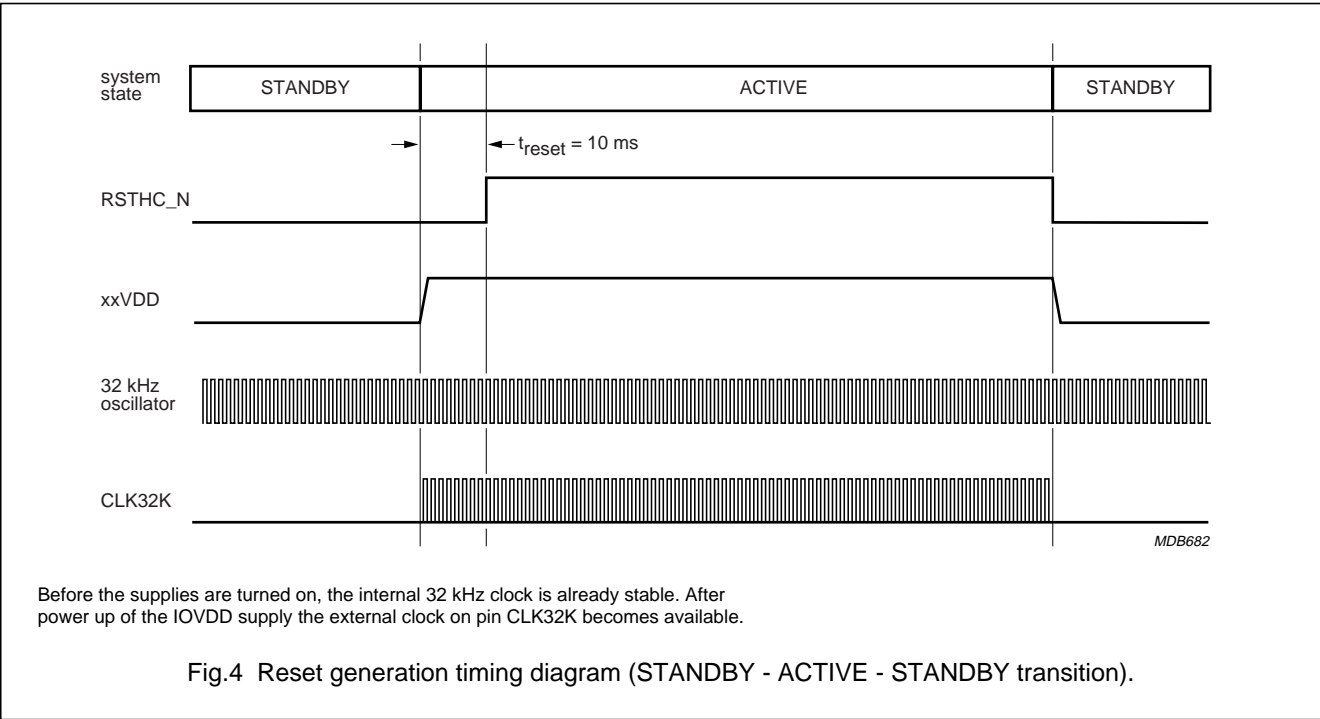 system
state
STANDBY
ACTIVE
STANDBY
treset = 10 ms
RSTHC_N
xxVDD
32 kHz
oscillator
CLK32K
MDB682
Before the supplies are turned on, the internal 32 kHz clock is already stable. After
power up of the IOVDD supply the external clock on pin CLK32K becomes available.
Fig.4 Reset generation timing diagram (STANDBY - ACTIVE - STANDBY transition).